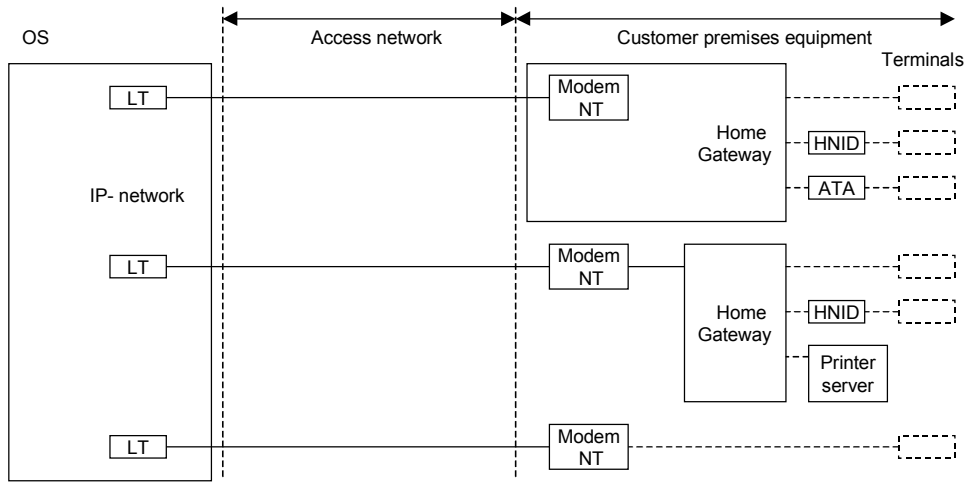 OS
Access network
Customer premises equipment
Terminals
LT
Modem
NT
Home
Gateway
HNID
ATA
IP- network
LT
Modem
NT
Home
Gateway
HNID
Printer
server
LT
Modem
NT